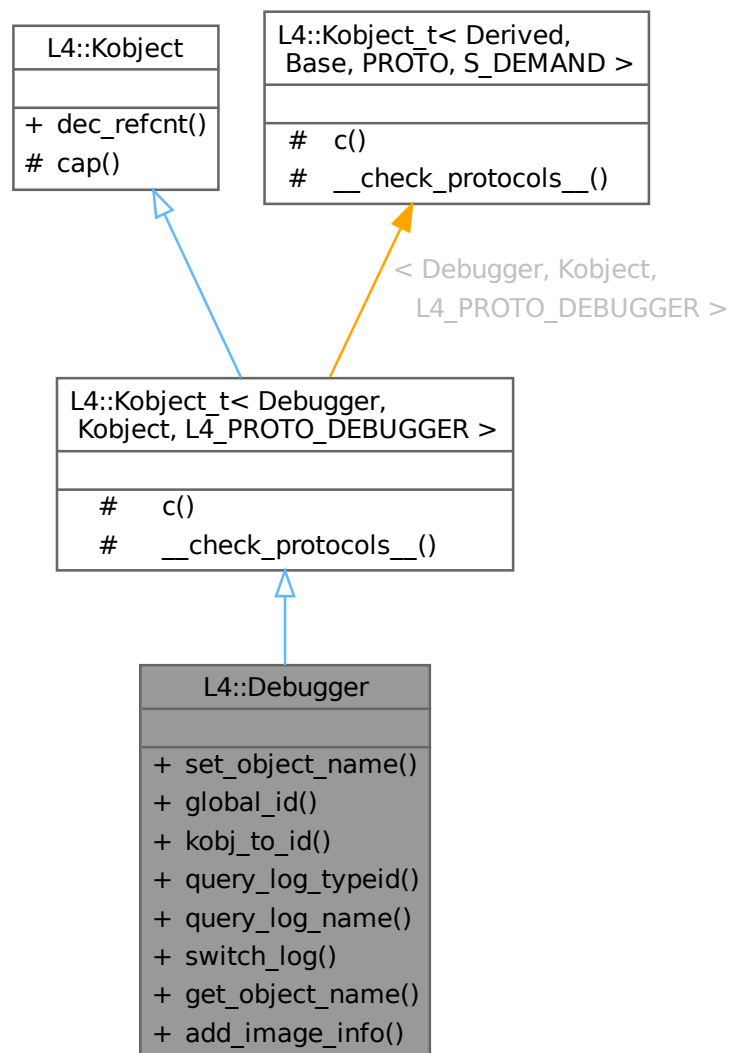 L4::Kobject
+ dec_refcnt()
# cap()
L4::Kobject_t< Derived,
Base, PROTO, S_DEMAND >
# c()
# __check_protocols__()
< Debugger, Kobject,
L4_PROTO_DEBUGGER >
L4::Kobject_t< Debugger,
Kobject, L4_PROTO_DEBUGGER >
# c()
# __check_protocols__()
L4::Debugger
+ set_object_name()
+ global_id()
+ kobj_to_id()
+ query_log_typeid()
+ query_log_name()
+ switch_log()
+ get_object_name()
+ add_image_info()